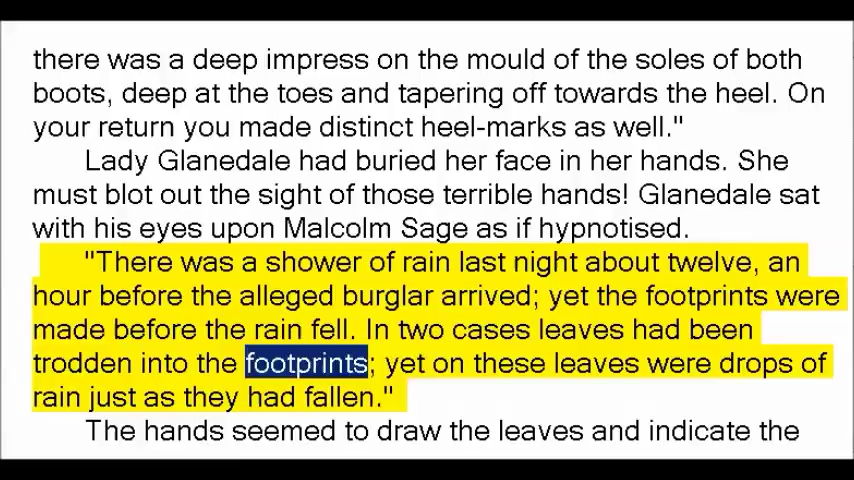 there was a deep impress on the mould of the soles of both
boots, deep at the toes and tapering off towards the heel. On
your return you made distinct heel-marks as well."
Lady Glanedale had buried her face in her hands. She
must blot out the sight of those terrible hands! Glanedale sat
with his eyes upon Malcolm Sage as if hypnotised.
"There was a shower of rain last night about twelve, an
hour before the alleged burglar arrived; yet the footprints were
made before the rain fell. In two cases leaves had been
trodden into the footprints; yet on these leaves were drops of
rain just as they had fallen."
The hands seemed to draw the leaves and indicate the